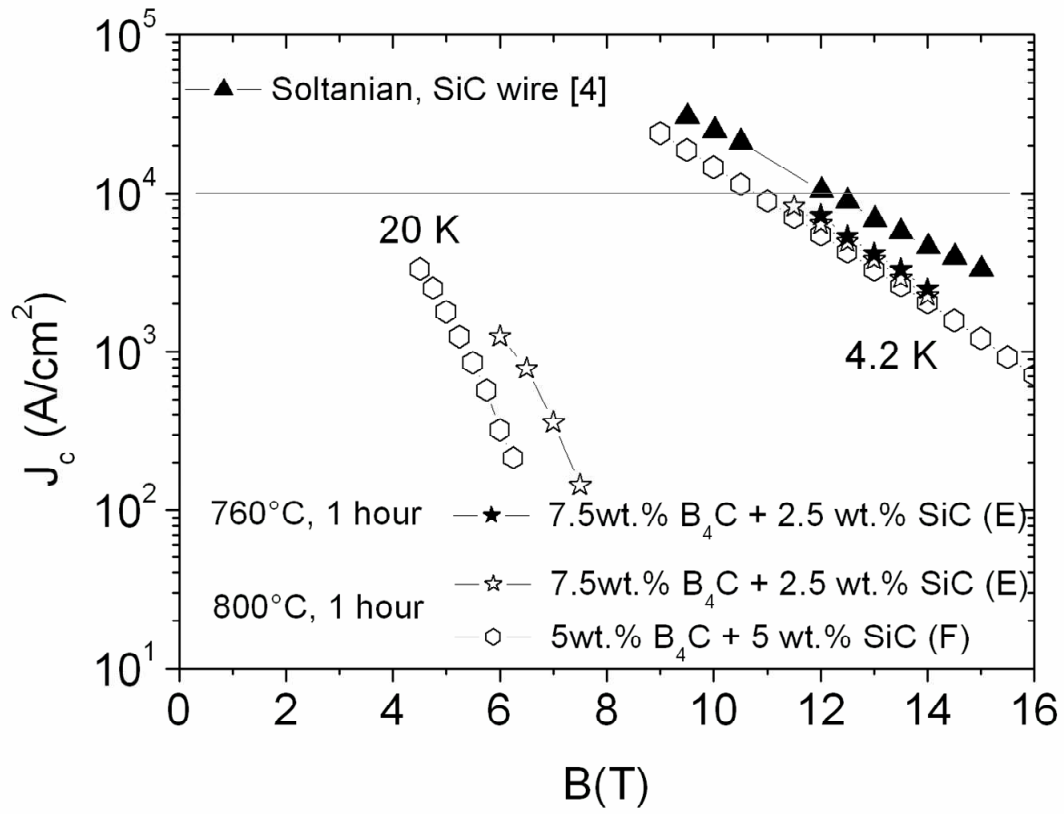 10^5
Soltanian, SiC wire [4]
10^4
20 K
4.2 K
10^3
J_c (A/cm^2)
10^2
760°C, 1 hour
7.5wt.% B_4C + 2.5 wt.% SiC (E)
800°C, 1 hour
7.5wt.% B_4C + 2.5 wt.% SiC (E)
5wt.% B_4C + 5 wt.% SiC (F)
10^1
0 2 4 6 8 10 12 14 16
B(T)